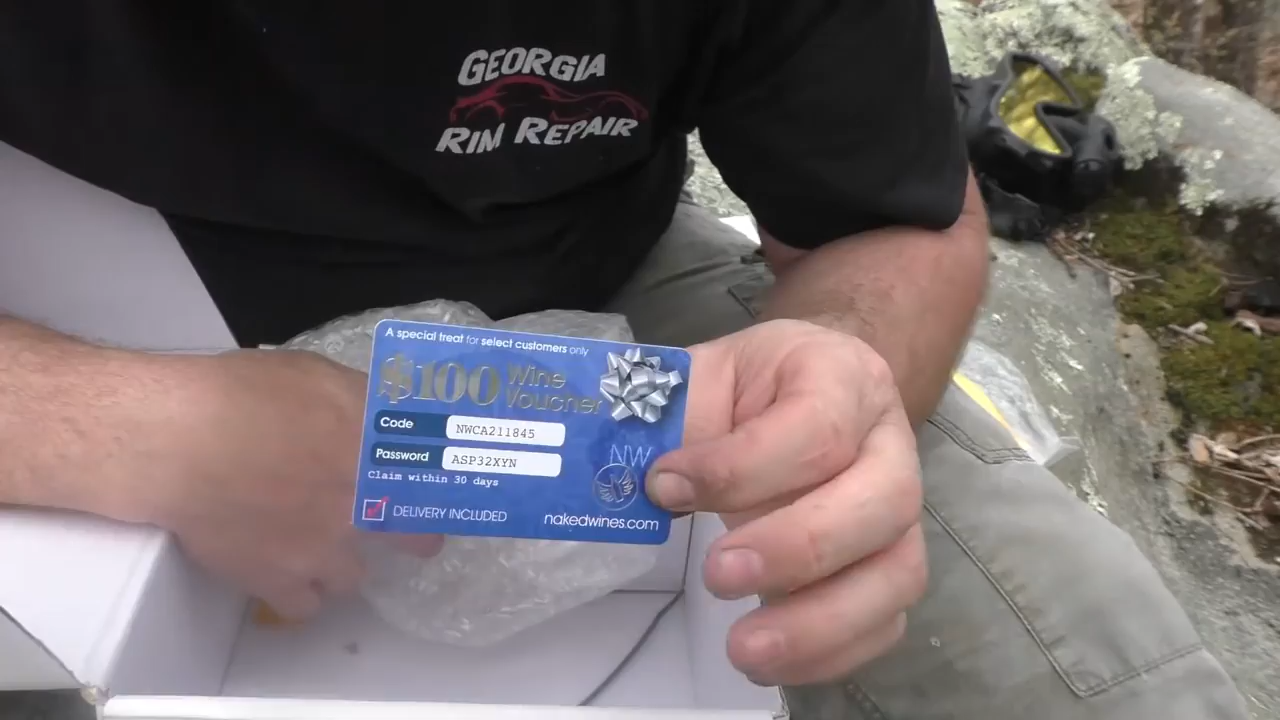 GEORGIA
RIM REPAIR
A special treat for select customers only
$100 Wine Voucher
Code NWCA211845
Password ASP32XYN
Claim within 30 days
NW
DELIVERY INCLUDED
nakedwines.com